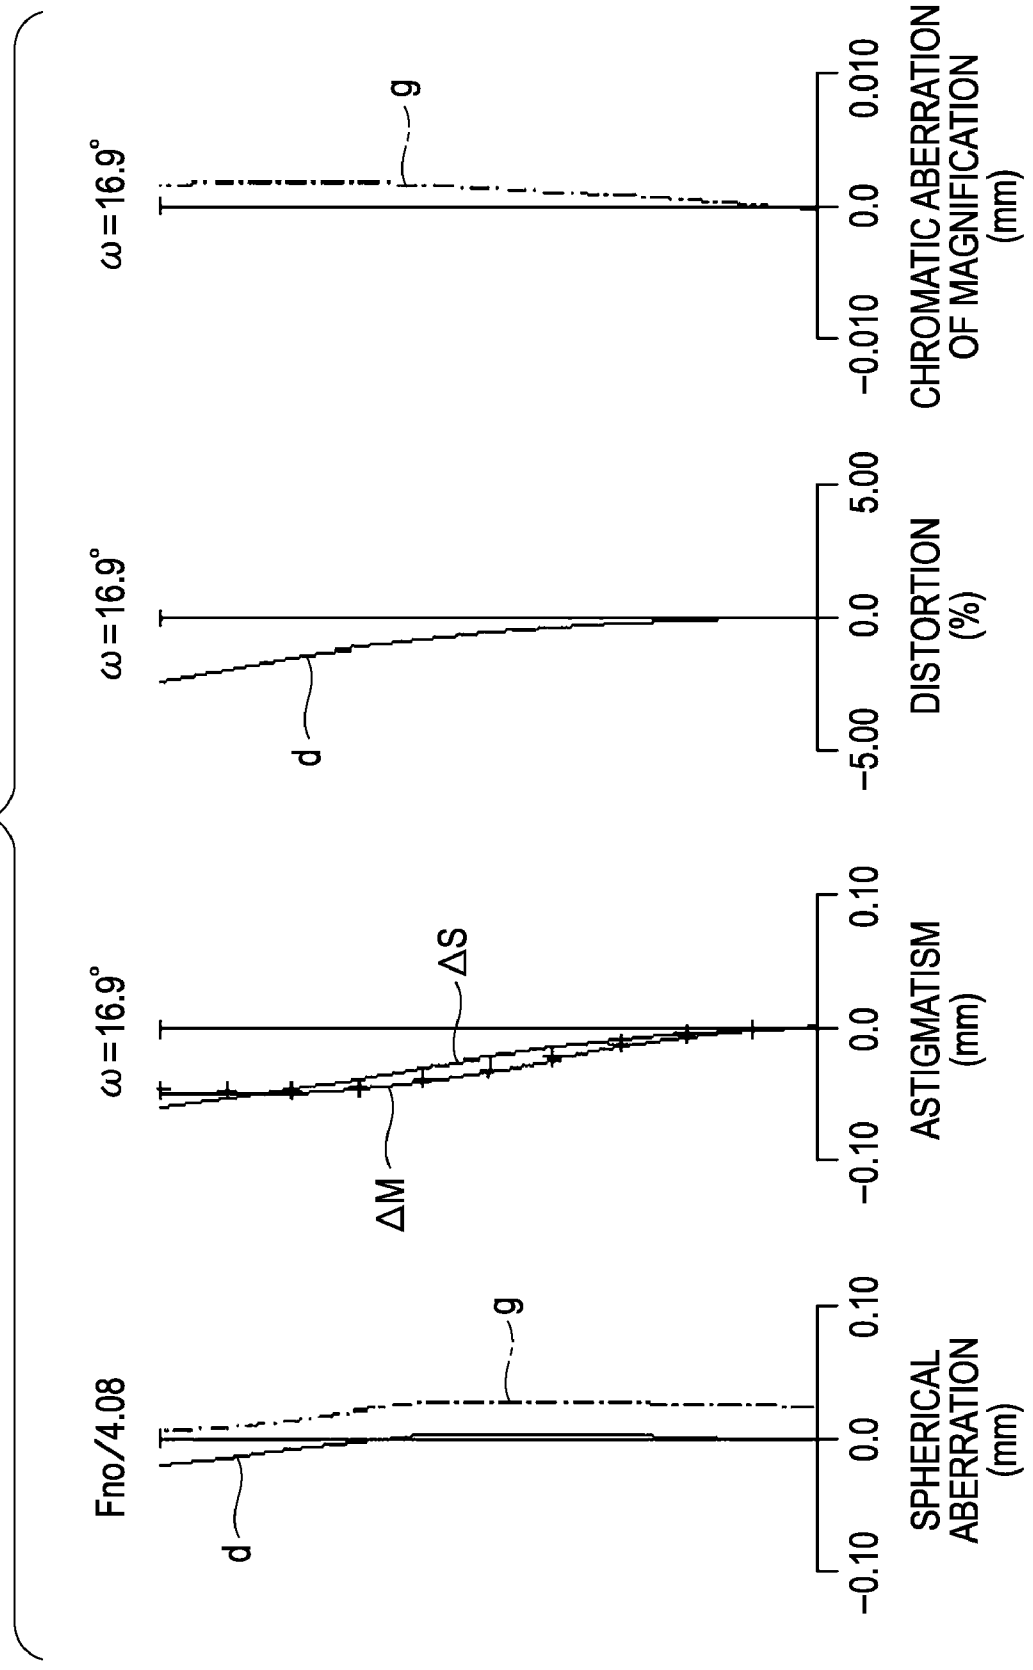 Fno/4.08
d
g
-0.10
0.0
0.10
SPHERICAL
ABERRATION
(mm)
ω=16.9°
ΔM
ΔS
-0.10
0.0
0.10
ASTIGMATISM
(mm)
ω=16.9°
d
-5.00
0.0
5.00
DISTORTION
(%)
ω=16.9°
g
-0.010
0.0
0.010
CHROMATIC ABERRATION
OF MAGNIFICATION
(mm)